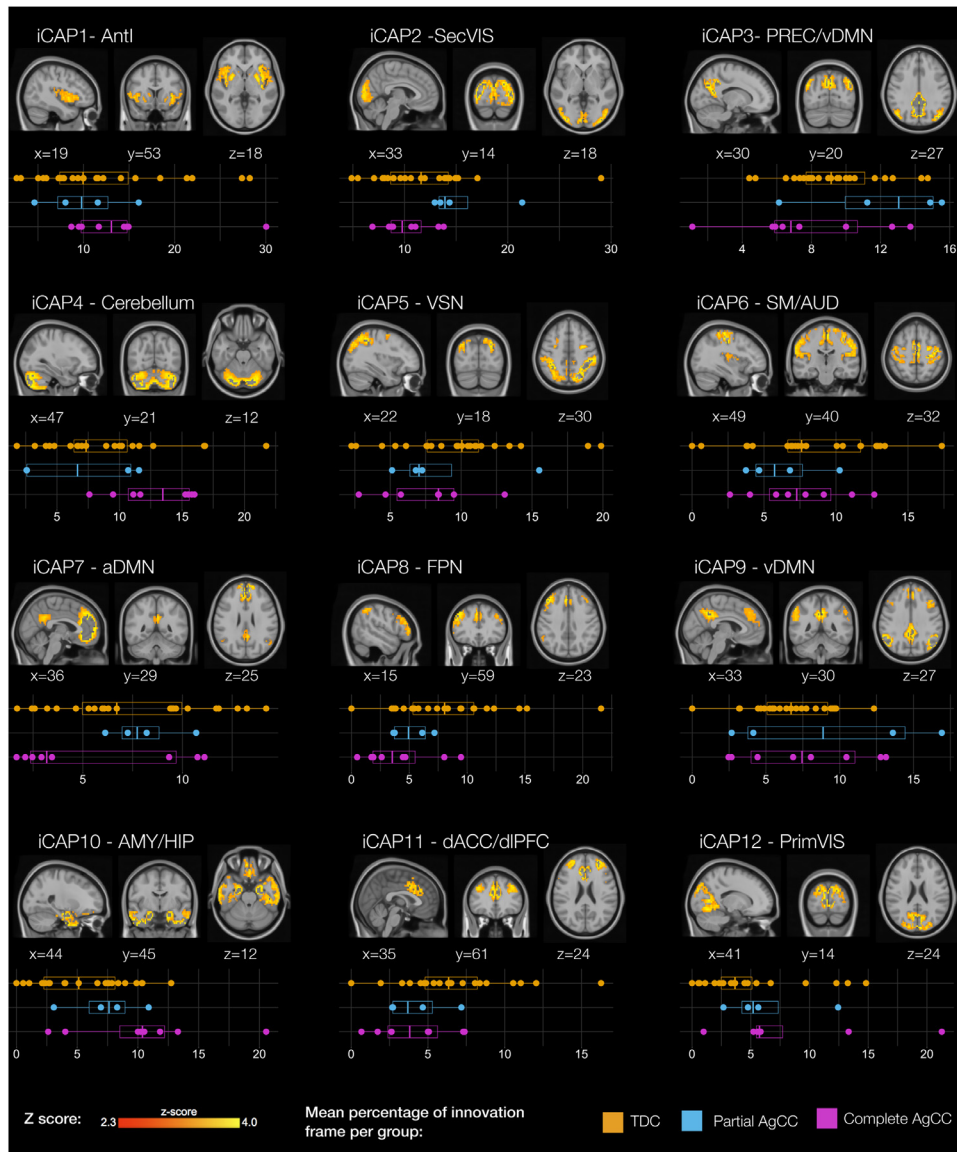 iCAP1- AntI
iCAP2 -SecVIS
iCAP3- PREC/vDMN
x=19 y=53 z=18
x=33 y=14 z=18
x=30 y=20 z=27
10 20 30
10 20 30
4 8 12 16
iCAP4 - Cerebellum
iCAP5 - VSN
iCAP6 - SM/AUD
x=47 y=21 z=12
x=22 y=18 z=30
x=49 y=40 z=32
5 10 15 20
5 10 15 20
0 5 10 15
iCAP7 - aDMN
iCAP8 - FPN
iCAP9 - vDMN
x=36 y=29 z=25
x=15 y=59 z=23
x=33 y=30 z=27
5 10
0 5 10 15 20
0 5 10 15
iCAP10 - AMY/HIP
iCAP11 - dACC/dlPFC
iCAP12 - PrimVIS
x=44 y=45 z=12
x=35 y=61 z=24
x=41 y=14 z=24
0 5 10 15 20
0 5 10 15
0 5 10 15 20
Z score:
z-score
2.3 4.0
Mean percentage of innovation
frame per group:
TDC Partial AgCC Complete AgCC